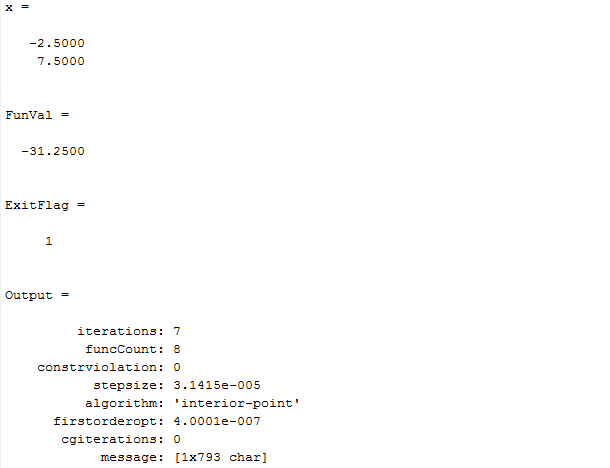 x =
-2.5000
7.5000
FunVal =
-31.2500
ExitFlag =
1
Output =
iterations: 7
funcCount: 8
constrviolation: 0
stepsize: 3.1415e-005
algorithm: 'interior-point'
firstorderopt: 4.0001e-007
cgiterations: 0
message: [1x793 char]